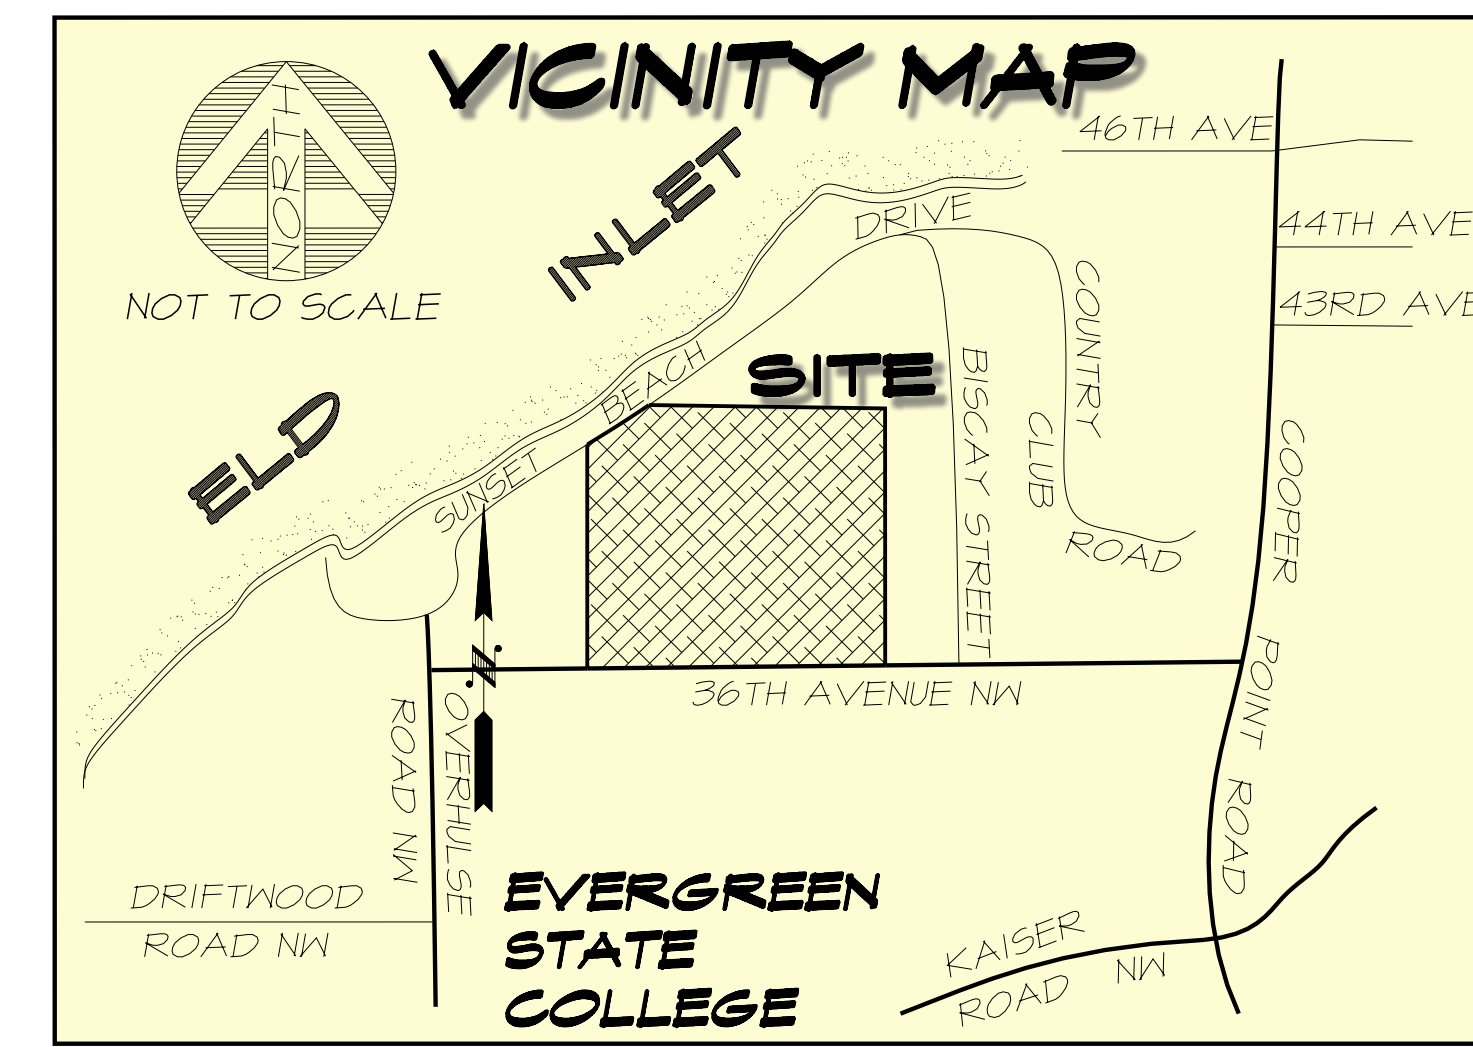 VICINITY MAP
NORTH
NOT TO SCALE
46TH AVE
44TH AVE
43RD AVE
ELD INLET
SUNSET BEACH DRIVE
SITE
BISCAY STREET
COUNTRY CLUB ROAD
COOPER POINT ROAD
N
36TH AVENUE NW
OVERHULSE
ROAD NW
DRIFTWOOD
ROAD NW
EVERGREEN
STATE
COLLEGE
KAISER
ROAD NW